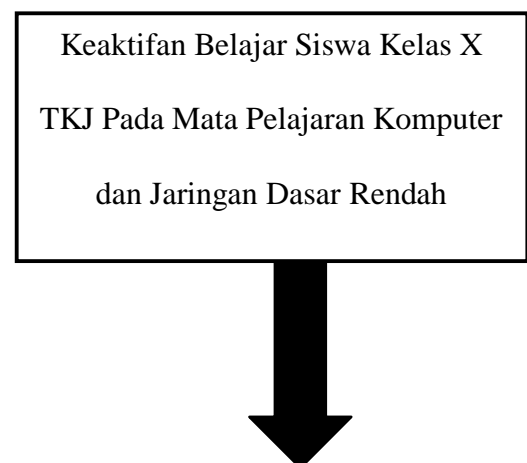 Keaktifan Belajar Siswa Kelas X
TKJ Pada Mata Pelajaran Komputer
dan Jaringan Dasar Rendah